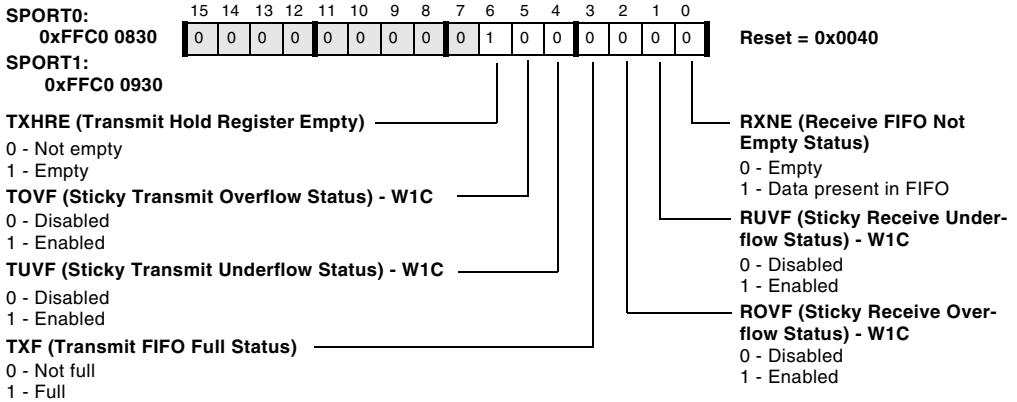 SPORT0:
0xFFC0 0830
SPORT1:
0xFFC0 0930
15 14 13 12 11 10 9 8 7 6 5 4 3 2 1 0
0 0 0 0 0 0 0 0 0 1 0 0 0 0 0 0
Reset = 0x0040
TXHRE (Transmit Hold Register Empty)
0 - Not empty
1 - Empty
TOVF (Sticky Transmit Overflow Status) - W1C
0 - Disabled
1 - Enabled
TUVF (Sticky Transmit Underflow Status) - W1C
0 - Disabled
1 - Enabled
TXF (Transmit FIFO Full Status)
0 - Not full
1 - Full
RXNE (Receive FIFO Not
Empty Status)
0 - Empty
1 - Data present in FIFO
RUVF (Sticky Receive Under-
flow Status) - W1C
0 - Disabled
1 - Enabled
ROVF (Sticky Receive Over-
flow Status) - W1C
0 - Disabled
1 - Enabled